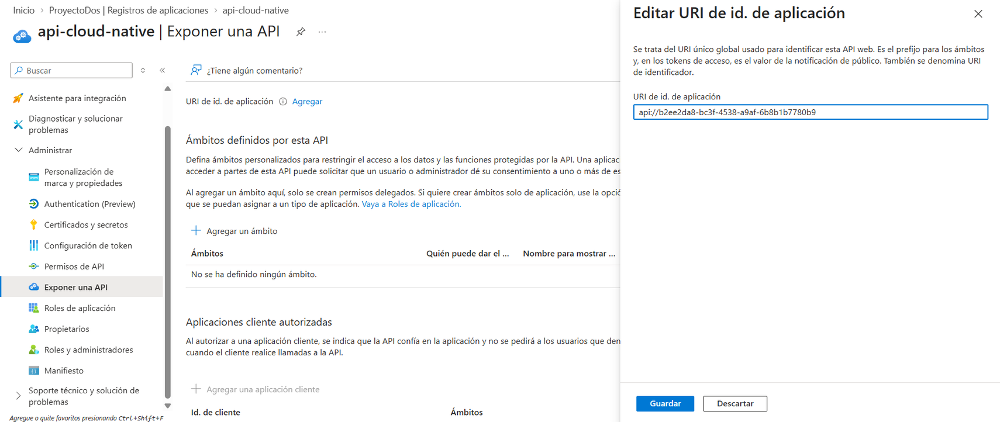 Inicio > ProyectoDos | Registros de aplicaciones > api-cloud-native
api-cloud-native | Exponer una API
Buscar
Asistente para integración
Diagnosticar y solucionar
problemas
Administrar
Personalización de
marca y propiedades
Authentication (Preview)
Certificados y secretos
Configuración de token
Permisos de API
Exponer una API
Roles de aplicación
Propietarios
Roles y administradores
Manifiesto
Soporte técnico y solución de
problemas
Agregue o quite favoritos presionando Ctrl+Shift+F
¿Tiene algún comentario?
URI de id. de aplicación Agregar
Ámbitos definidos por esta API
Defina ámbitos personalizados para restringir el acceso a los datos y las funciones protegidas por la API. Una aplicac
acceder a partes de esta API puede solicitar que un usuario o administrador dé su consentimiento a uno o más de es
Al agregar un ámbito aquí, solo se crean permisos delegados. Si quiere crear ámbitos solo de aplicación, use la opció
que se puedan asignar a un tipo de aplicación. Vaya a Roles de aplicación.
Agregar un ámbito
Ámbitos Quién puede dar el ... Nombre para mostrar ...
No se ha definido ningún ámbito.
Aplicaciones cliente autorizadas
Al autorizar a una aplicación cliente, se indica que la API confía en la aplicación y no se pedirá a los usuarios que den
cuando el cliente realice llamadas a la API.
Agregar una aplicación cliente
Id. de cliente Ámbitos
Editar URI de id. de aplicación
Se trata del URI único global usado para identificar esta API web. Es el prefijo para los ámbitos
y, en los tokens de acceso, es el valor de la notificación de público. También se denomina URI
de identificador.
URI de id. de aplicación
api://b2ee2da8-bc3f-4538-a9af-6b8b1b7780b9
Guardar Descartar